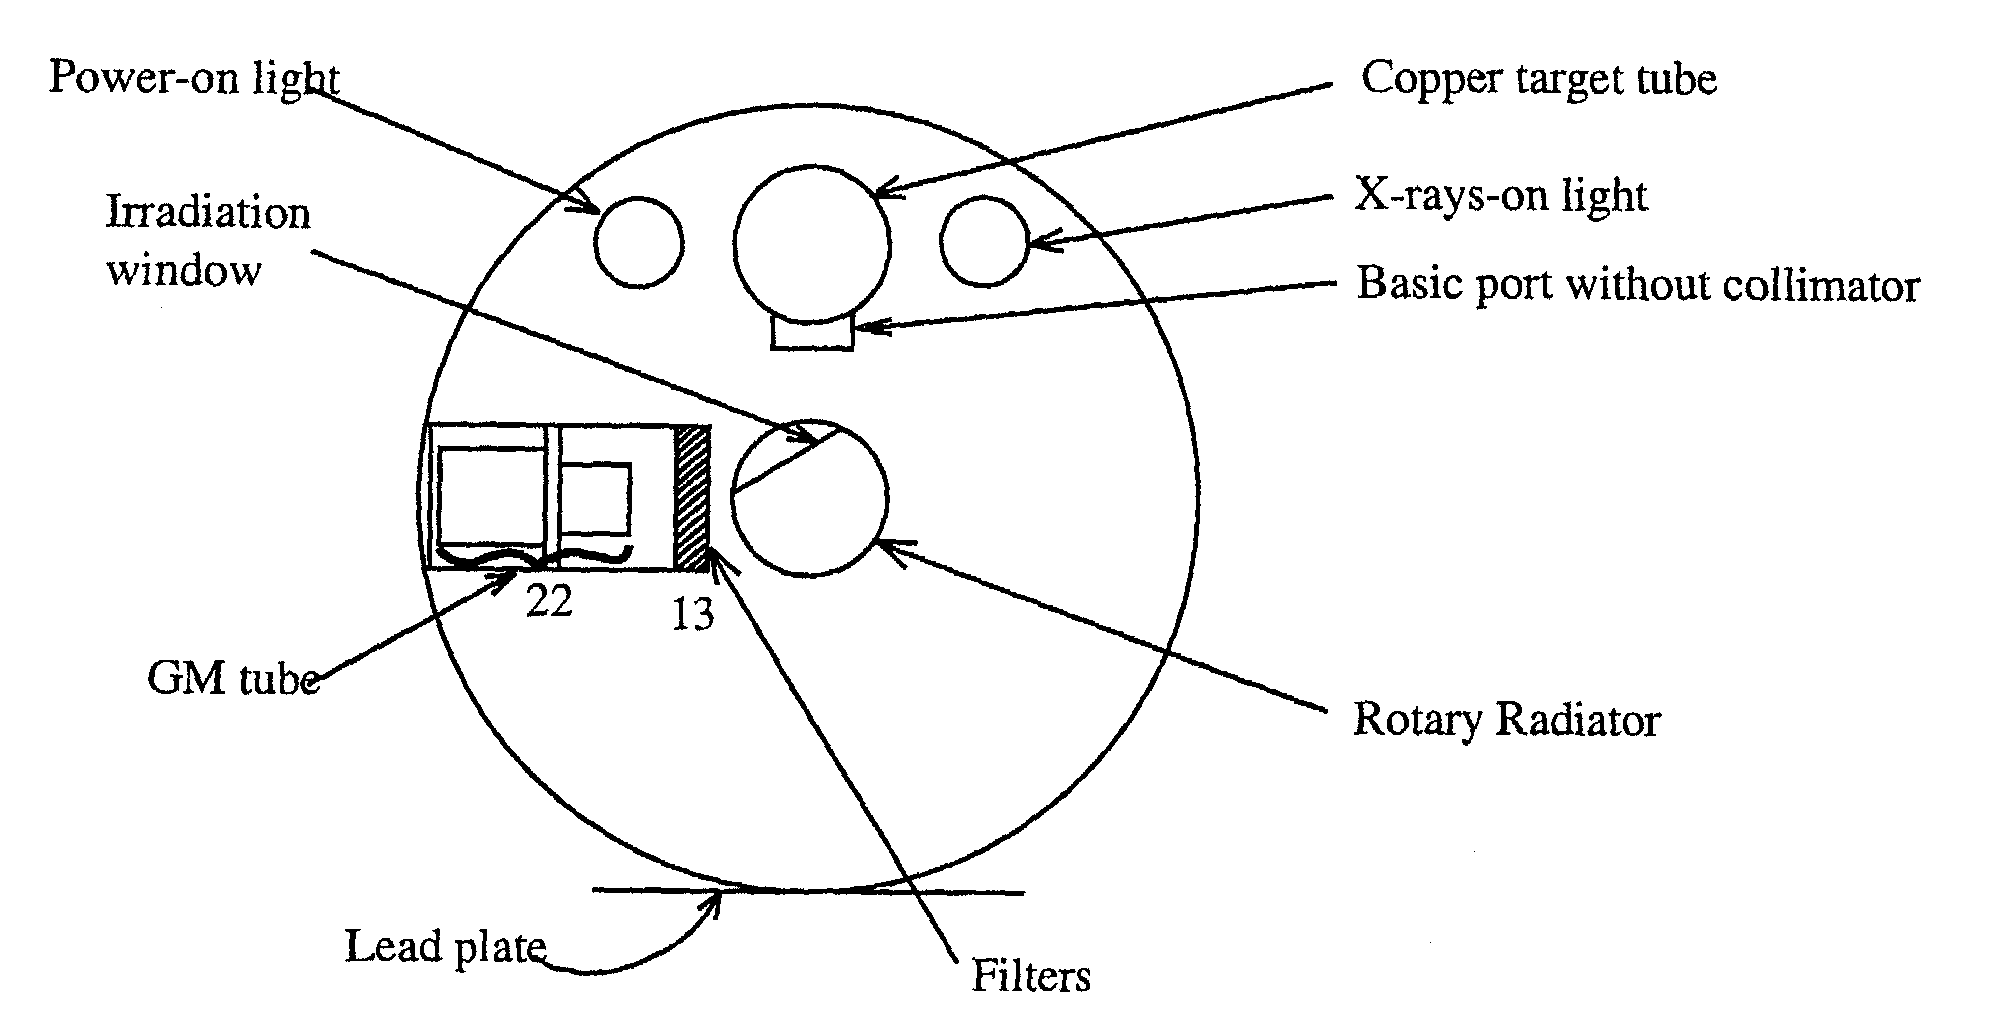 Power-on light
Copper target tube
Irradiation
window
X-rays-on light
Basic port without collimator
22
13
GM tube
Rotary Radiator
Lead plate
Filters